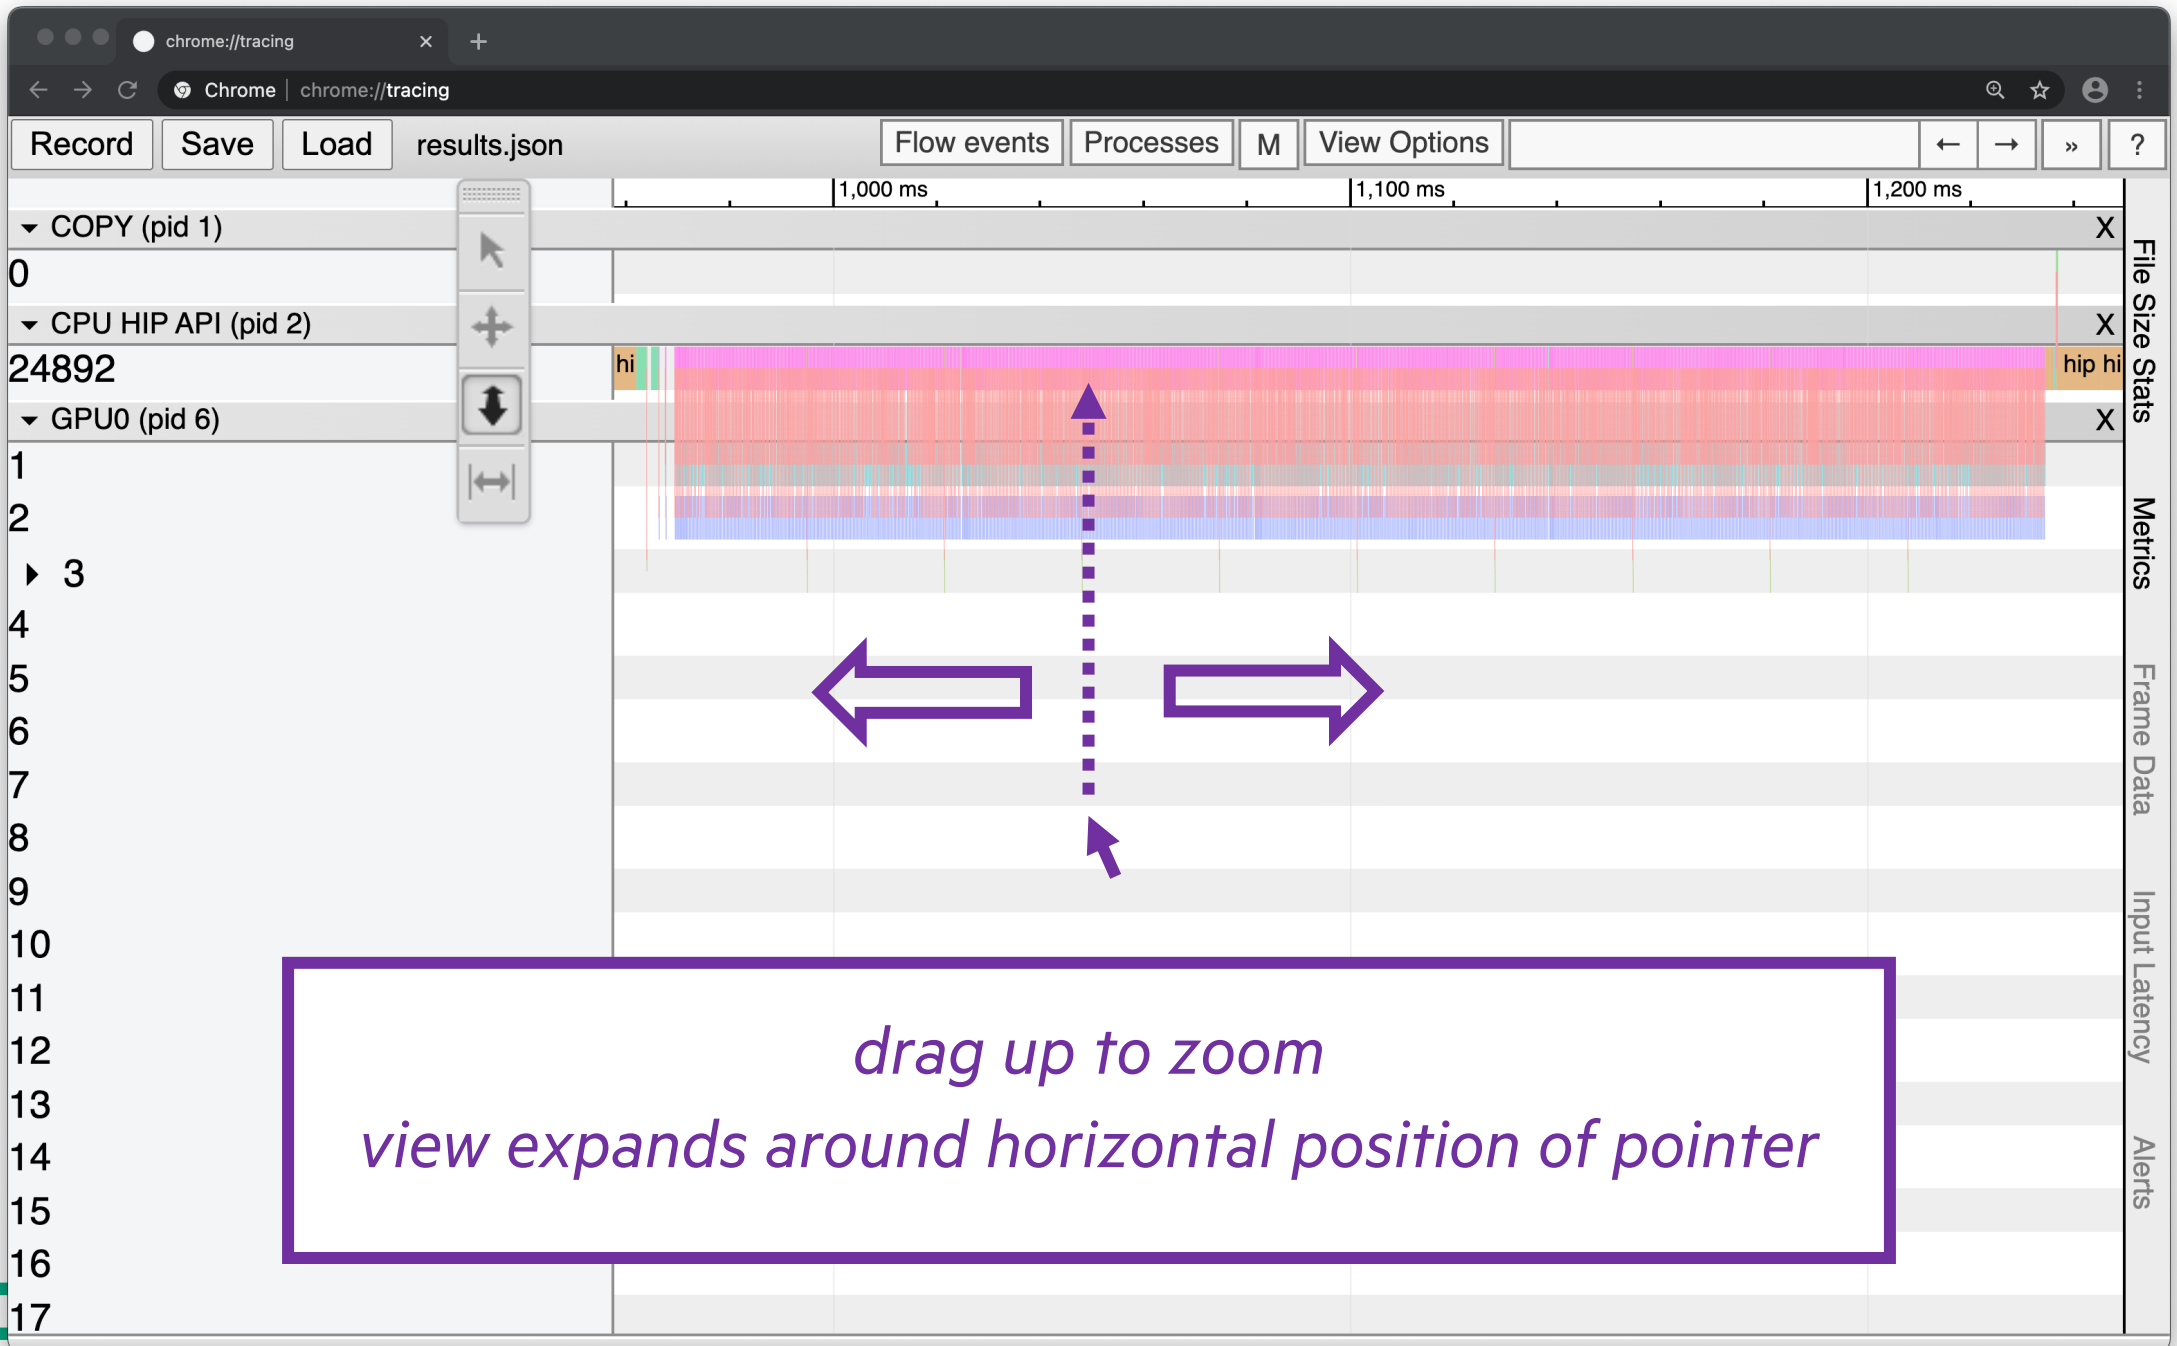 chrome://tracing
Chrome | chrome://tracing
Record Save Load results.json Flow events Processes M View Options ← → » ?
1,000 ms 1,100 ms 1,200 ms
COPY (pid 1) X
0
CPU HIP API (pid 2) X
24892 hi hip hi
GPU0 (pid 6) X
1
2
3
4
5
6
7
8
9
10
11
12
13
14
15
16
17
drag up to zoom
view expands around horizontal position of pointer
File Size Stats
Metrics
Frame Data
Input Latency
Alerts